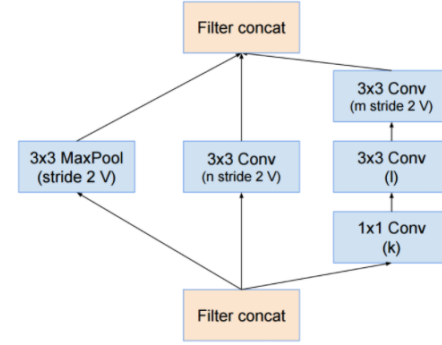 Filter concat
3x3 Conv
(m stride 2 V)
3x3 MaxPool
(stride 2 V)
3x3 Conv
(n stride 2 V)
3x3 Conv
(l)
1x1 Conv
(k)
Filter concat